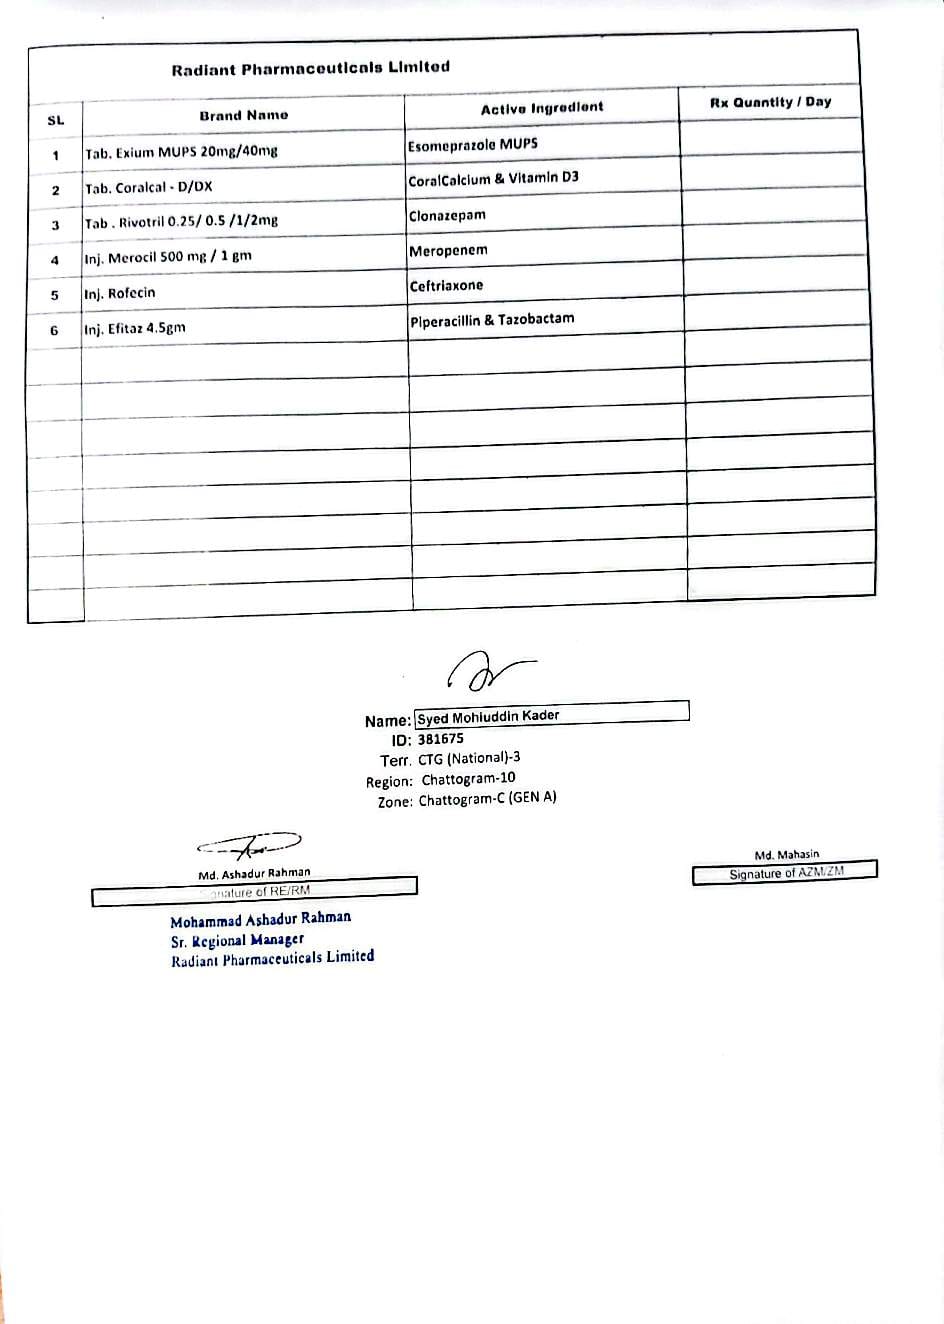 Radiant Pharmaceuticals Limited
SL Brand Name Active Ingredient Rx Quantity / Day
1 Tab. Exium MUPS 20mg/40mg Esomeprazole MUPS
2 Tab. Coralcal - D/DX CoralCalcium & Vitamin D3
3 Tab . Rivotril 0.25/ 0.5 /1/2mg Clonazepam
4 Inj. Merocil 500 mg / 1 gm Meropenem
5 Inj. Rofecin Ceftriaxone
6 Inj. Efitaz 4.5gm Piperacillin & Tazobactam
Name: Syed Mohiuddin Kader
ID: 381675
Terr. CTG (National)-3
Region: Chattogram-10
Zone: Chattogram-C (GEN A)
Md. Ashadur Rahman
of RE/RM
Mohammad Ashadur Rahman
Sr. Regional Manager
Radiant Pharmaceuticals Limited
Md. Mahasin
Signature of AZM/ZM